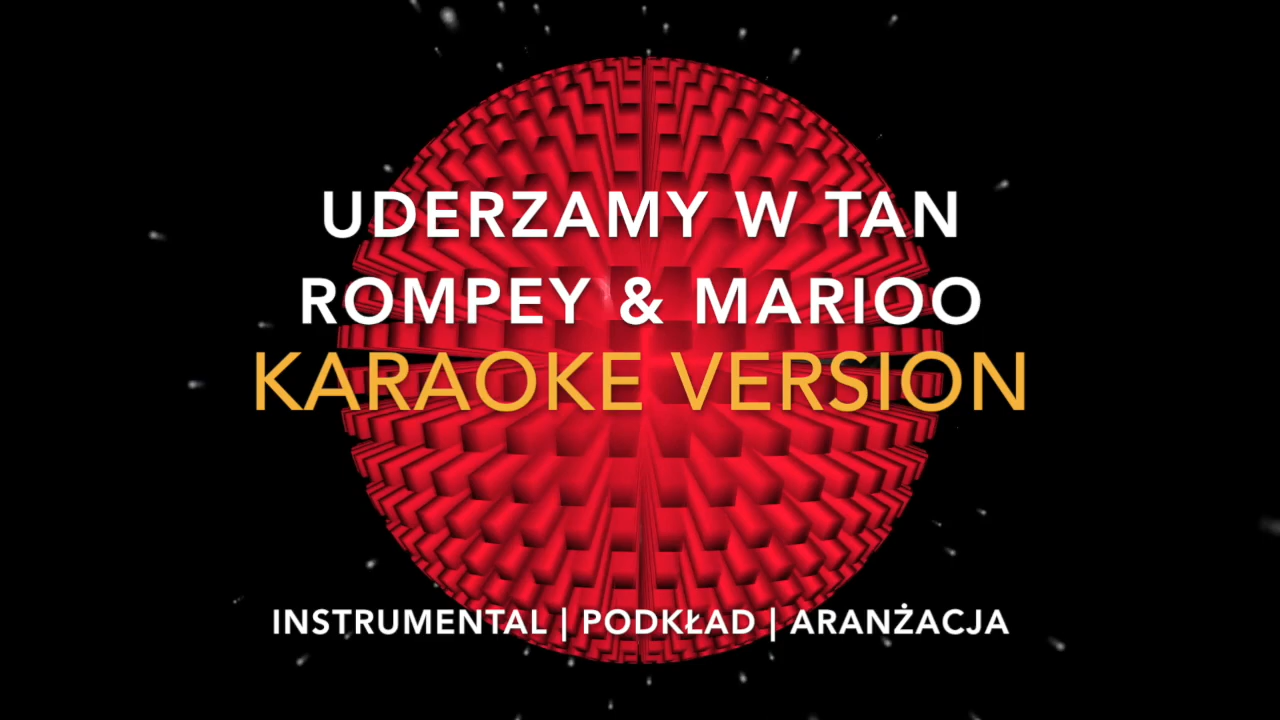 UDERZAMY W TAN
ROMPEY & MARIOO
KARAOKE VERSION
INSTRUMENTAL | PODKŁAD | ARANŻACJA